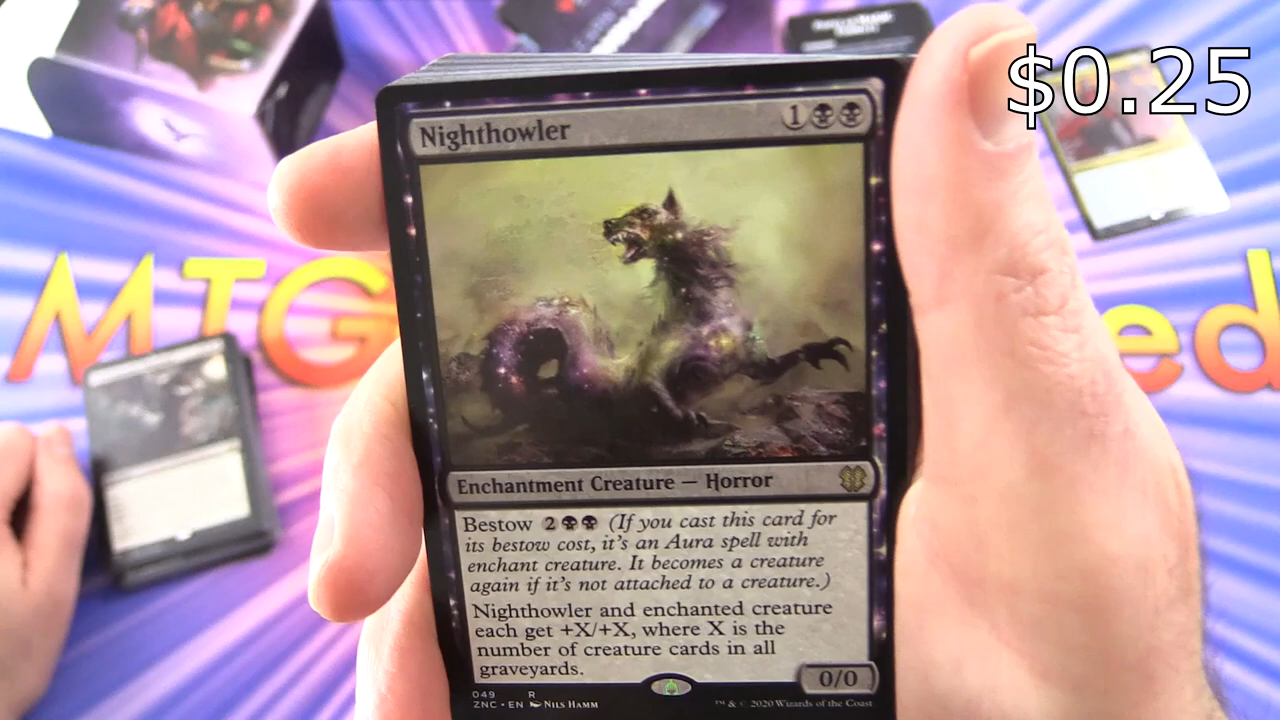 $0.25
Nighthowler 1
MTG ed
Enchantment Creature — Horror
Bestow 2 (If you cast this card for
its bestow cost, it's an Aura spell with
enchant creature. It becomes a creature
again if it's not attached to a creature.)
Nighthowler and enchanted creature
each get +X/+X, where X is the
number of creature cards in all
graveyards.
0/0
049 R
ZNC • EN Nils Hamm
™ & © 2020 Wizards of the Coast